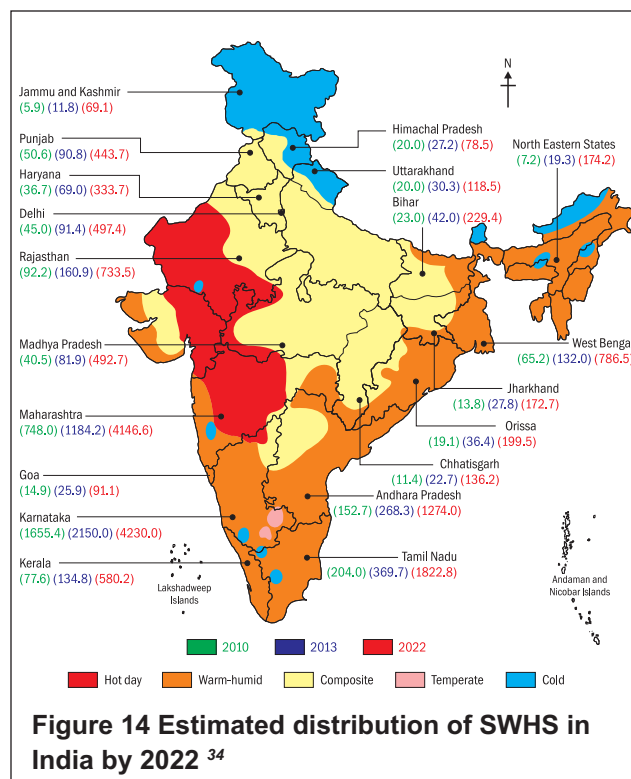 N
Jammu and Kashmir
(5.9) (11.8) (69.1)
Punjab
(50.6) (90.8) (443.7)
Haryana
(36.7) (69.0) (333.7)
Delhi
(45.0) (91.4) (497.4)
Rajasthan
(92.2) (160.9) (733.5)
Madhya Pradesh
(40.5) (81.9) (492.7)
Maharashtra
(748.0) (1184.2) (4146.6)
Goa
(14.9) (25.9) (91.1)
Karnataka
(1655.4) (2150.0) (4230.0)
Kerala
(77.6) (134.8) (580.2)
Lakshadweep
Islands
Himachal Pradesh
(20.0) (27.2) (78.5)
Uttarakhand
(20.0) (30.3) (118.5)
Bihar
(23.0) (42.0) (229.4)
North Eastern States
(7.2) (19.3) (174.2)
West Bengal
(65.2) (132.0) (786.5)
Jharkhand
(13.8) (27.8) (172.7)
Orissa
(19.1) (36.4) (199.5)
Chhatisgarh
(11.4) (22.7) (136.2)
Andhara Pradesh
(152.7) (268.3) (1274.0)
Tamil Nadu
(204.0) (369.7) (1822.8)
Andaman and
Nicobar Islands
2010 2013 2022
Hot day Warm-humid Composite Temperate Cold
Figure 14 Estimated distribution of SWHS in
India by 2022 34